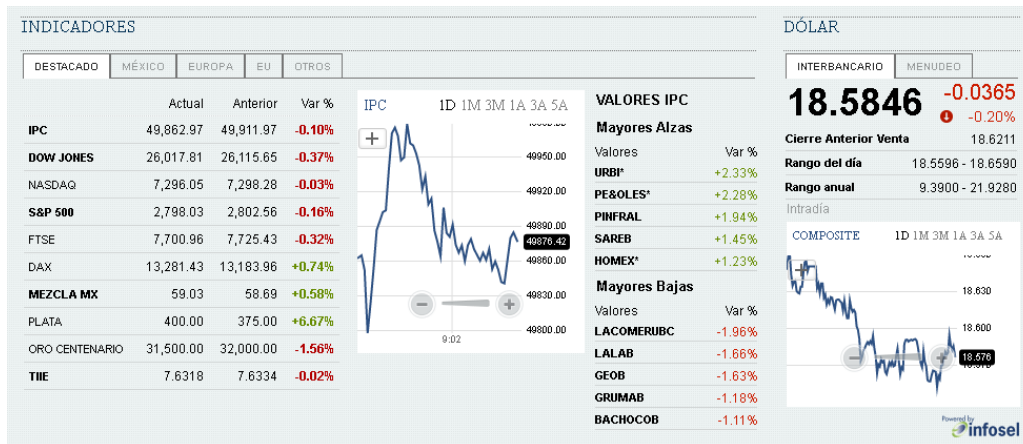 INDICADORES
DESTACADO MÉXICO EUROPA EU OTROS
Actual Anterior Var %
IPC 49,862.97 49,911.97 -0.10%
DOW JONES 26,017.81 26,115.65 -0.37%
NASDAQ 7,296.05 7,298.28 -0.03%
S&P 500 2,798.03 2,802.56 -0.16%
FTSE 7,700.96 7,725.43 -0.32%
DAX 13,281.43 13,183.96 +0.74%
MEZCLA MX 59.03 58.69 +0.58%
PLATA 400.00 375.00 +6.67%
ORO CENTENARIO 31,500.00 32,000.00 -1.56%
TIIE 7.6318 7.6334 -0.02%
IPC 1D 1M 3M 1A 3A 5A
+
49950.00
49920.00
49890.00
49876.42
49860.00
49830.00
49800.00
− +
9:02
VALORES IPC
Mayores Alzas
Valores Var %
URBI* +2.33%
PE&OLES* +2.28%
PINFRAL +1.94%
SAREB +1.45%
HOMEX* +1.23%
Mayores Bajas
Valores Var %
LACOMERUBC -1.96%
LALAB -1.66%
GEOB -1.63%
GRUMAB -1.18%
BACHOCOB -1.11%
DÓLAR
INTERBANCARIO MENUDEO
18.5846 -0.0365
-0.20%
Cierre Anterior Venta 18.6211
Rango del día 18.5596 - 18.6590
Rango anual 9.3900 - 21.9280
Intradía
COMPOSITE 1D 1M 3M 1A 3A 5A
+
18.630
18.600
18.576
− +
Powered by
infosel